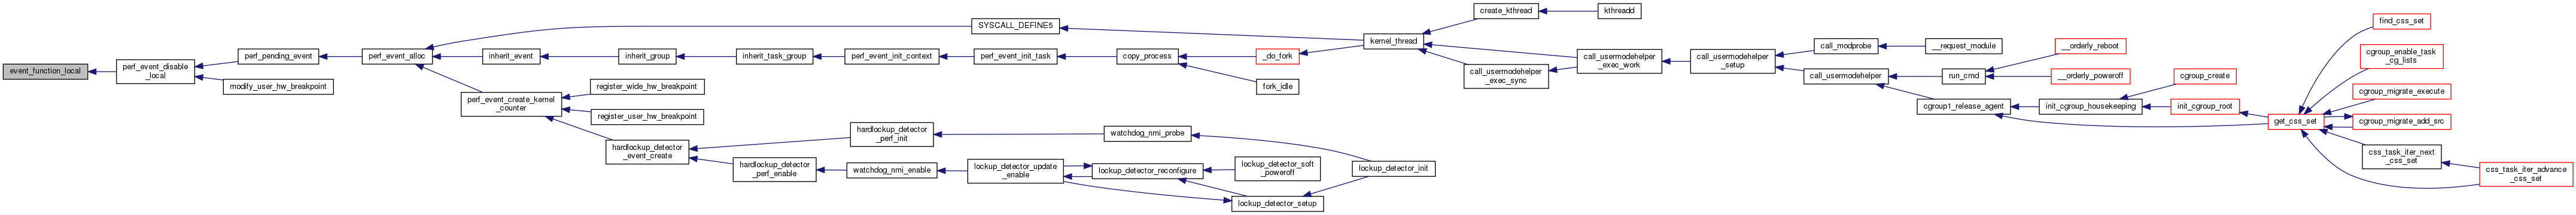 event_function_local
perf_event_disable
_local
perf_pending_event
modify_user_hw_breakpoint
perf_event_alloc
SYSCALL_DEFINE5
inherit_event
inherit_group
inherit_task_group
perf_event_init_context
perf_event_init_task
copy_process
_do_fork
fork_idle
kernel_thread
create_kthread
kthreadd
call_usermodehelper
_exec_sync
call_usermodehelper
_exec_work
call_usermodehelper
_setup
call_modprobe
__request_module
call_usermodehelper
run_cmd
__orderly_reboot
__orderly_poweroff
cgroup1_release_agent
init_cgroup_housekeeping
cgroup_create
init_cgroup_root
get_css_set
find_css_set
cgroup_enable_task
_cg_lists
cgroup_migrate_execute
cgroup_migrate_add_src
css_task_iter_next
_css_set
css_task_iter_advance
_css_set
perf_event_create_kernel
_counter
register_wide_hw_breakpoint
register_user_hw_breakpoint
hardlockup_detector
_event_create
hardlockup_detector
_perf_init
watchdog_nmi_probe
hardlockup_detector
_perf_enable
watchdog_nmi_enable
lockup_detector_update
_enable
lockup_detector_reconfigure
lockup_detector_soft
_poweroff
lockup_detector_setup
lockup_detector_init